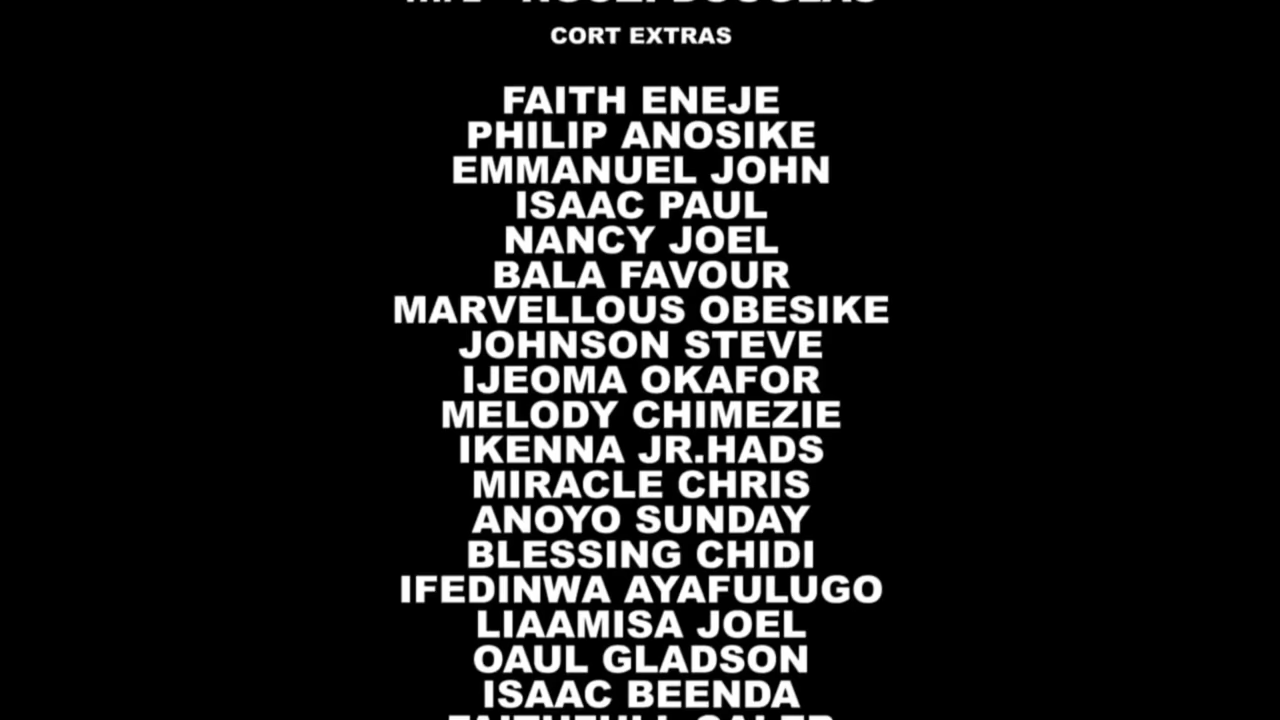 DOUGLAS
CORT EXTRAS
FAITH ENEJE
PHILIP ANOSIKE
EMMANUEL JOHN
ISAAC PAUL
NANCY JOEL
BALA FAVOUR
MARVELLOUS OBESIKE
JOHNSON STEVE
IJEOMA OKAFOR
MELODY CHIMEZIE
IKENNA JR.HADS
MIRACLE CHRIS
ANOYO SUNDAY
BLESSING CHIDI
IFEDINWA AYAFULUGO
LIAAMISA JOEL
OAUL GLADSON
ISAAC BEENDA